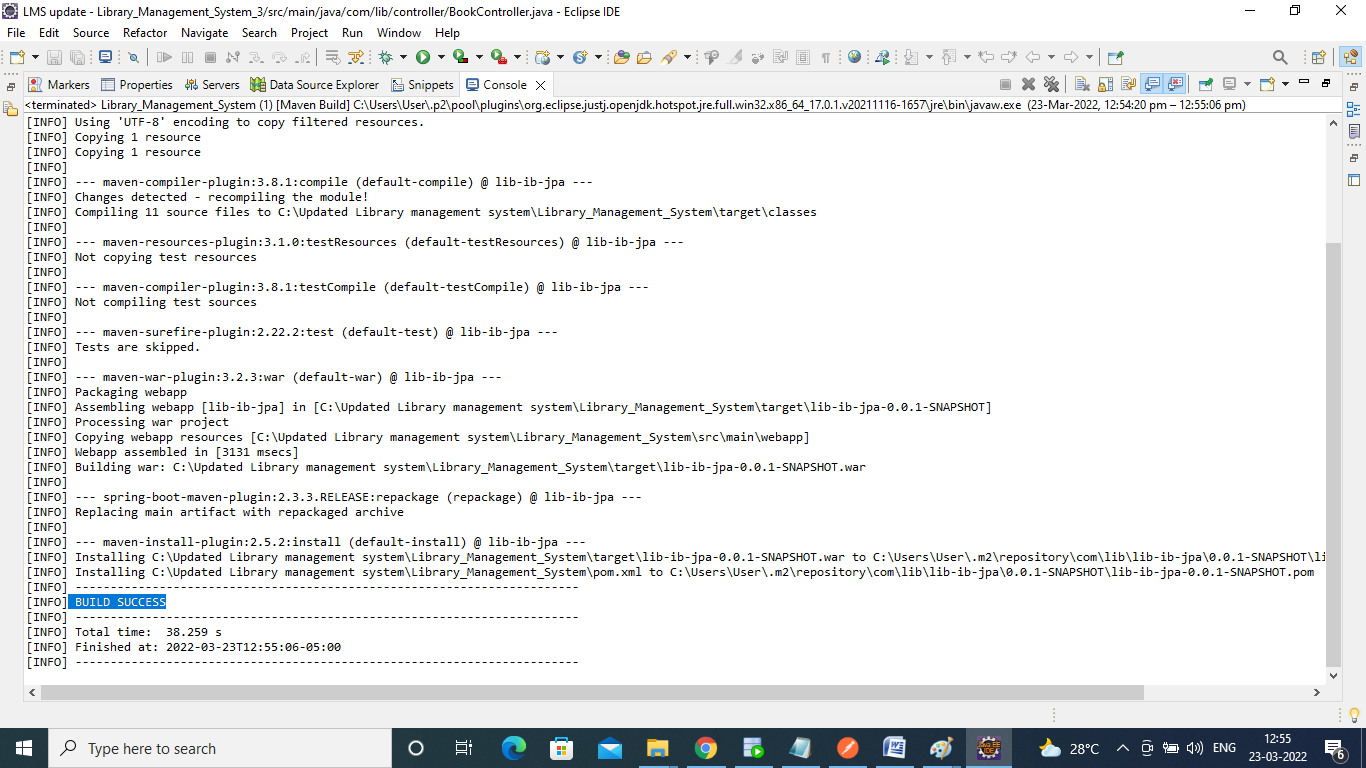 LMS update - Library_Management_System_3/src/main/java/com/lib/controller/BookController.java - Eclipse IDE
File Edit Source Refactor Navigate Search Project Run Window Help
Markers Properties Servers Data Source Explorer Snippets Console
<terminated> Library_Management_System (1) [Maven Build] C:\Users\User\.p2\pool\plugins\org.eclipse.justj.openjdk.hotspot.jre.full.win32.x86_64_17.0.1.v20211116-1657\jre\bin\javaw.exe (23-Mar-2022, 12:54:20 pm – 12:55:06 pm)
[INFO] Using 'UTF-8' encoding to copy filtered resources.
[INFO] Copying 1 resource
[INFO] Copying 1 resource
[INFO]
[INFO] --- maven-compiler-plugin:3.8.1:compile (default-compile) @ lib-ib-jpa ---
[INFO] Changes detected - recompiling the module!
[INFO] Compiling 11 source files to C:\Updated Library management system\Library_Management_System\target\classes
[INFO]
[INFO] --- maven-resources-plugin:3.1.0:testResources (default-testResources) @ lib-ib-jpa ---
[INFO] Not copying test resources
[INFO]
[INFO] --- maven-compiler-plugin:3.8.1:testCompile (default-testCompile) @ lib-ib-jpa ---
[INFO] Not compiling test sources
[INFO]
[INFO] --- maven-surefire-plugin:2.22.2:test (default-test) @ lib-ib-jpa ---
[INFO] Tests are skipped.
[INFO]
[INFO] --- maven-war-plugin:3.2.3:war (default-war) @ lib-ib-jpa ---
[INFO] Packaging webapp
[INFO] Assembling webapp [lib-ib-jpa] in [C:\Updated Library management system\Library_Management_System\target\lib-ib-jpa-0.0.1-SNAPSHOT]
[INFO] Processing war project
[INFO] Copying webapp resources [C:\Updated Library management system\Library_Management_System\src\main\webapp]
[INFO] Webapp assembled in [3131 msecs]
[INFO] Building war: C:\Updated Library management system\Library_Management_System\target\lib-ib-jpa-0.0.1-SNAPSHOT.war
[INFO]
[INFO] --- spring-boot-maven-plugin:2.3.3.RELEASE:repackage (repackage) @ lib-ib-jpa ---
[INFO] Replacing main artifact with repackaged archive
[INFO]
[INFO] --- maven-install-plugin:2.5.2:install (default-install) @ lib-ib-jpa ---
[INFO] Installing C:\Updated Library management system\Library_Management_System\target\lib-ib-jpa-0.0.1-SNAPSHOT.war to C:\Users\User\.m2\repository\com\lib\lib-ib-jpa\0.0.1-SNAPSHOT\li
[INFO] Installing C:\Updated Library management system\Library_Management_System\pom.xml to C:\Users\User\.m2\repository\com\lib\lib-ib-jpa\0.0.1-SNAPSHOT\lib-ib-jpa-0.0.1-SNAPSHOT.pom
[INFO] ------------------------------------------------------------------------
[INFO] BUILD SUCCESS
[INFO] ------------------------------------------------------------------------
[INFO] Total time:  38.259 s
[INFO] Finished at: 2022-03-23T12:55:06-05:00
[INFO] ------------------------------------------------------------------------
Type here to search
28°C ENG 12:55
23-03-2022 6